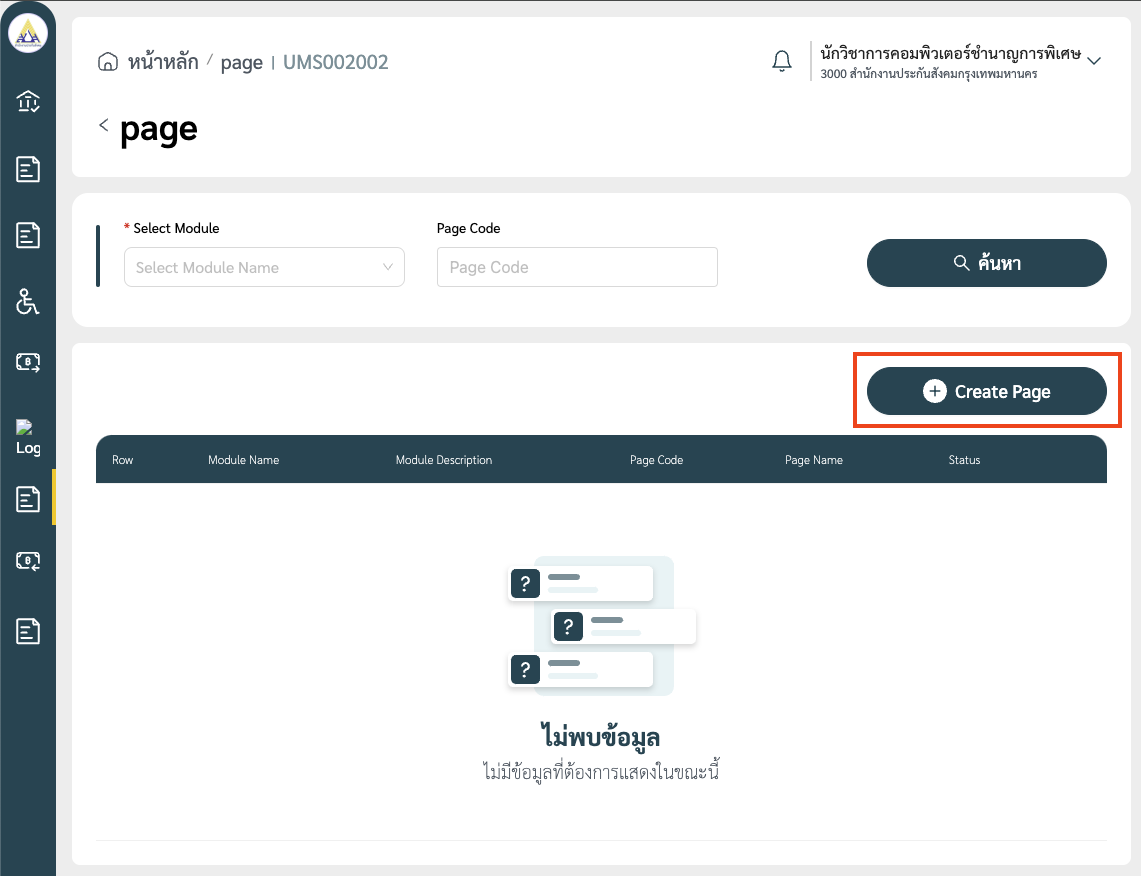 หน้าหลัก / page | UMS002002
นักวิชาการคอมพิวเตอร์ชำนาญการพิเศษ
3000 สำนักงานประกันสังคมกรุงเทพมหานคร
< page
* Select Module
Page Code
Select Module Name
Page Code
ค้นหา
Create Page
Row Module Name Module Description Page Code Page Name Status
Log
?
?
?
ไม่พบข้อมูล
ไม่มีข้อมูลที่ต้องการแสดงในขณะนี้